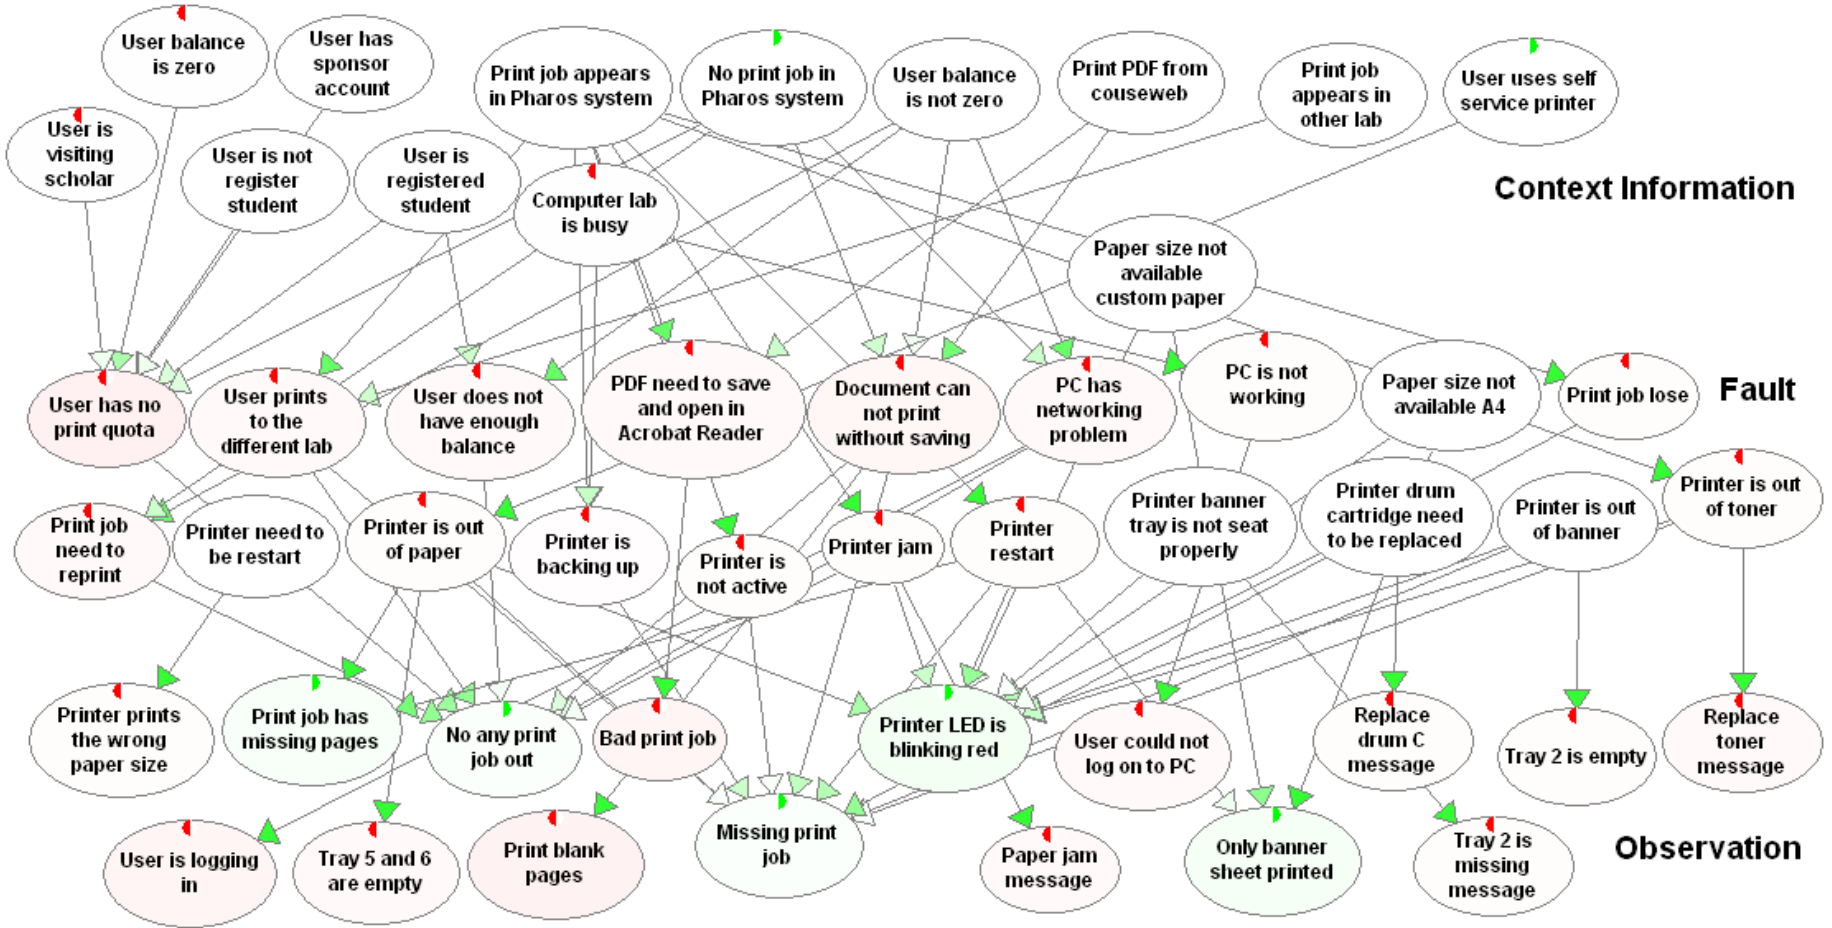 User balance
is zero
User has
sponsor
account
Print job appears
in Pharos system
No print job in
Pharos system
User balance
is not zero
Print PDF from
couseweb
Print job
appears in
other lab
User uses self
service printer
User is
visiting
scholar
User is not
register
student
User is
registered
student
Computer lab
is busy
Context Information
Paper size not
available
custom paper
User has no
print quota
User prints
to the
different lab
User does not
have enough
balance
PDF need to save
and open in
Acrobat Reader
Document can
not print
without saving
PC has
networking
problem
PC is not
working
Paper size not
available A4
Print job lose
Fault
Print job
need to
reprint
Printer need to
be restart
Printer is out
of paper
Printer is
backing up
Printer is
not active
Printer jam
Printer
restart
Printer banner
tray is not seat
properly
Printer drum
cartridge need
to be replaced
Printer is out
of banner
Printer is out
of toner
Printer prints
the wrong
paper size
Print job has
missing pages
No any print
job out
Bad print job
Printer LED is
blinking red
User could not
log on to PC
Replace
drum C
message
Tray 2 is empty
Replace
toner
message
User is logging
in
Tray 5 and 6
are empty
Print blank
pages
Missing print
job
Paper jam
message
Only banner
sheet printed
Tray 2 is
missing
message
Observation